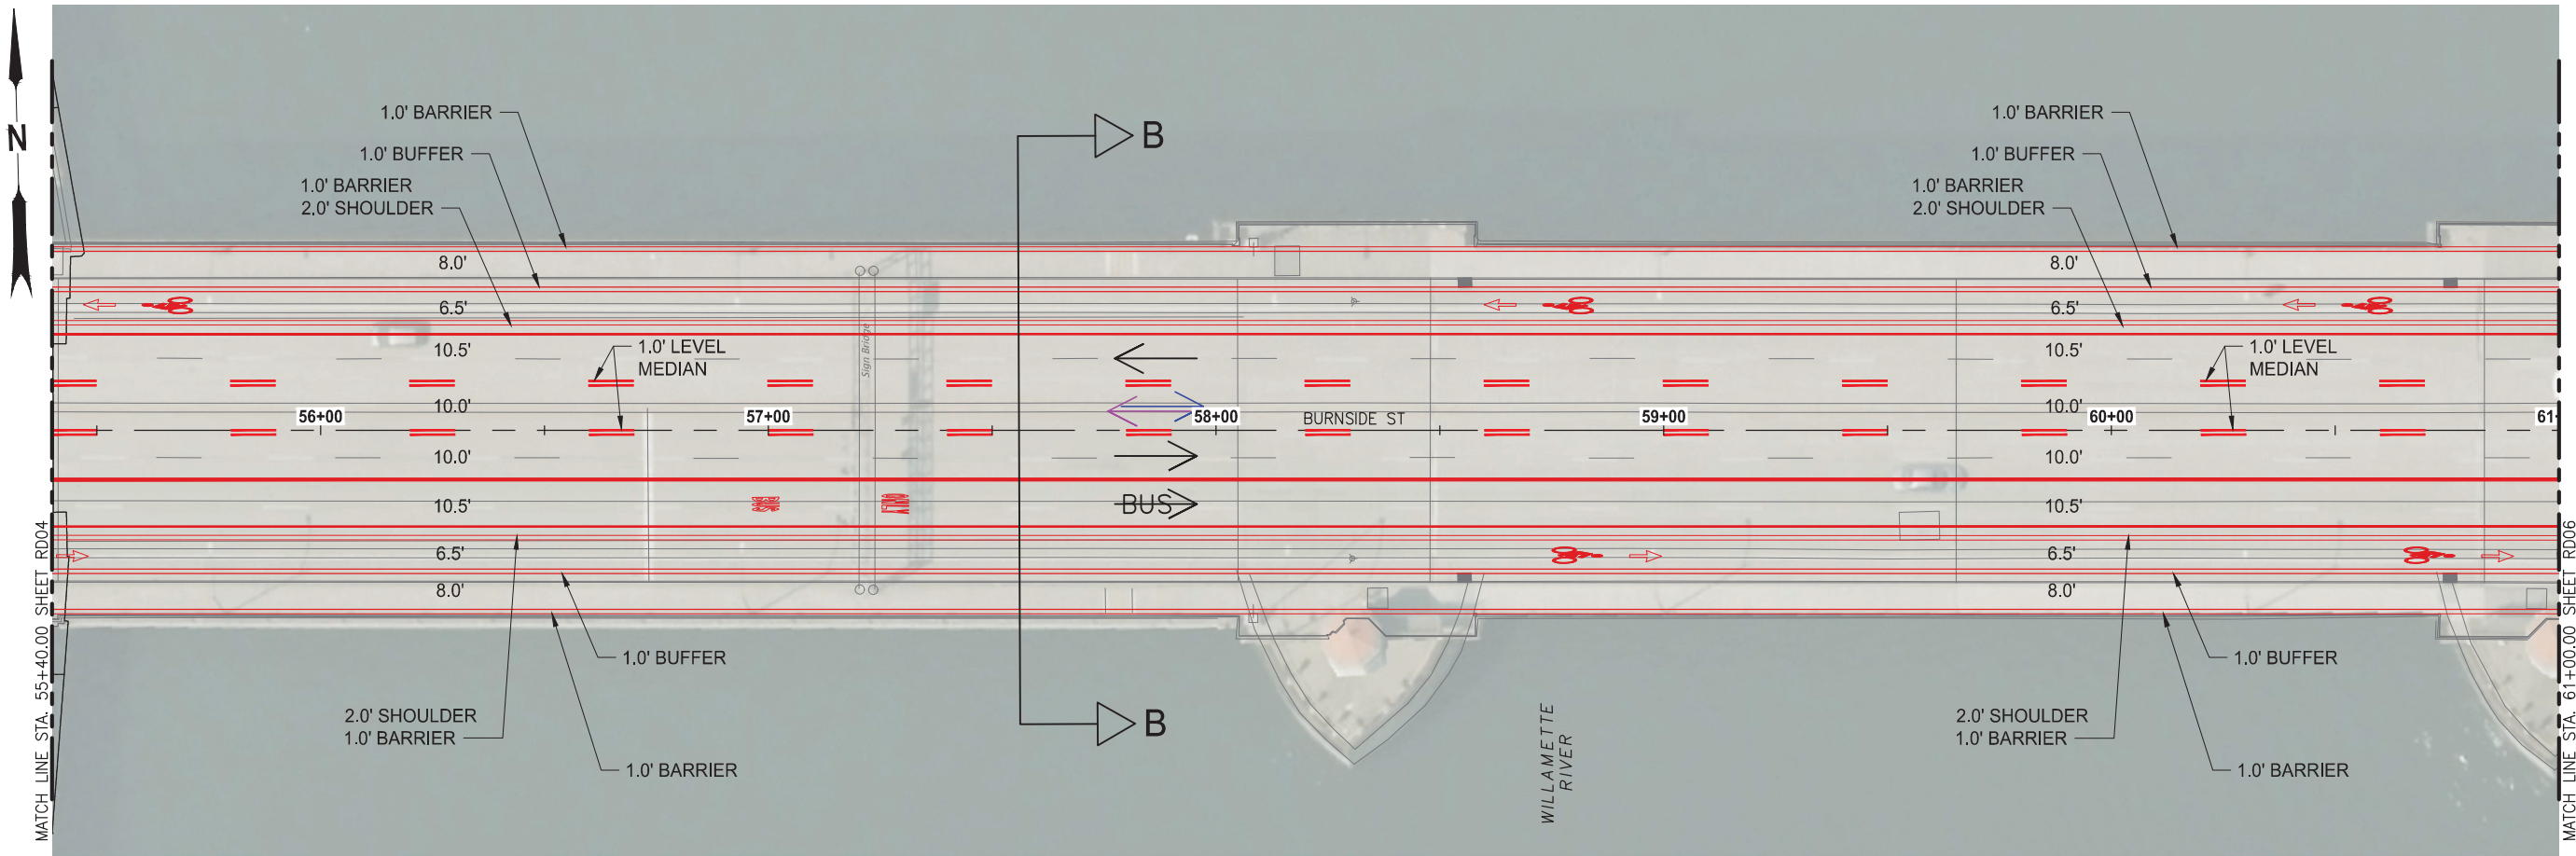 N
1.0' BARRIER
1.0' BUFFER
1.0' BARRIER
2.0' SHOULDER
B
1.0' BARRIER
1.0' BUFFER
1.0' BARRIER
2.0' SHOULDER
8.0'
8.0'
6.5'
6.5'
10.5'
1.0' LEVEL
MEDIAN
Sign Bridge
10.5'
1.0' LEVEL
MEDIAN
10.0'
10.0'
56+00
57+00
58+00
BURNSIDE ST
59+00
60+00
61+
10.0'
10.0'
10.5'
BUS
ONLY
BUS
10.5'
6.5'
6.5'
8.0'
8.0'
1.0' BUFFER
1.0' BUFFER
2.0' SHOULDER
1.0' BARRIER
B
2.0' SHOULDER
1.0' BARRIER
1.0' BARRIER
1.0' BARRIER
WILLAMETTE
RIVER
MATCH LINE STA. 55+40.00 SHEET RD04
MATCH LINE STA. 61+00.00 SHEET RD06